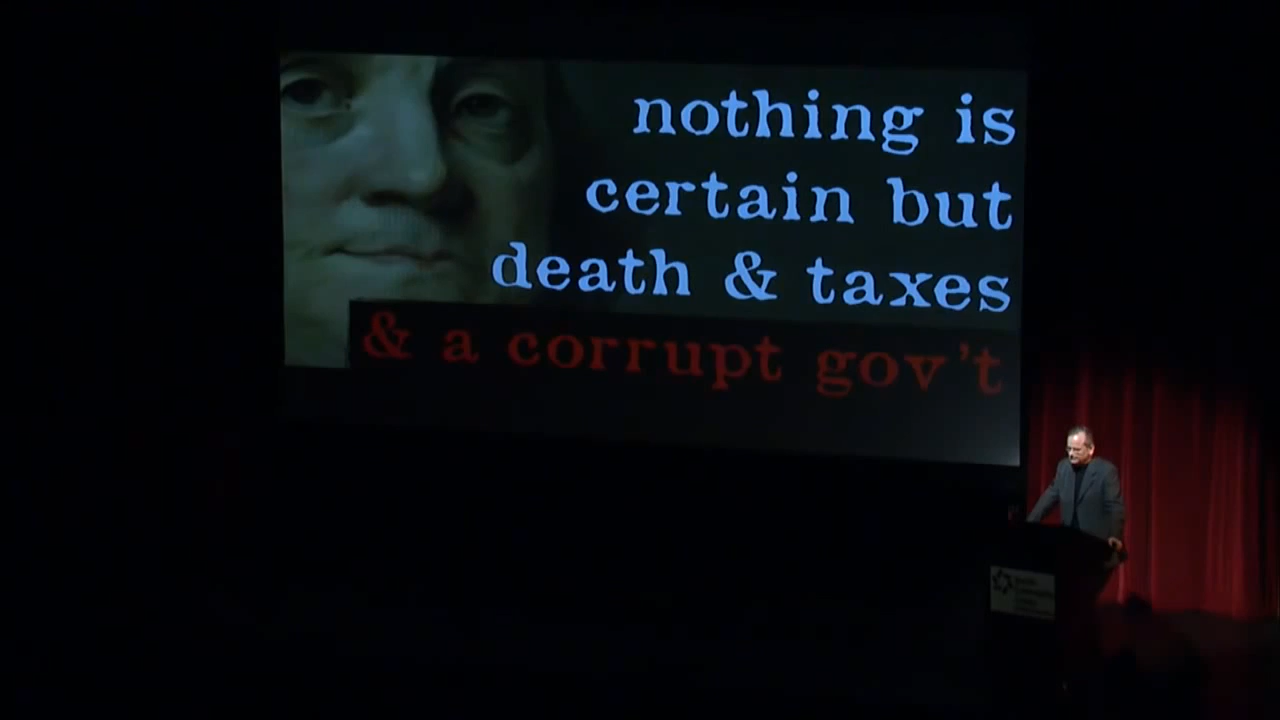 nothing is
certain but
death & taxes
& a corrupt gov't